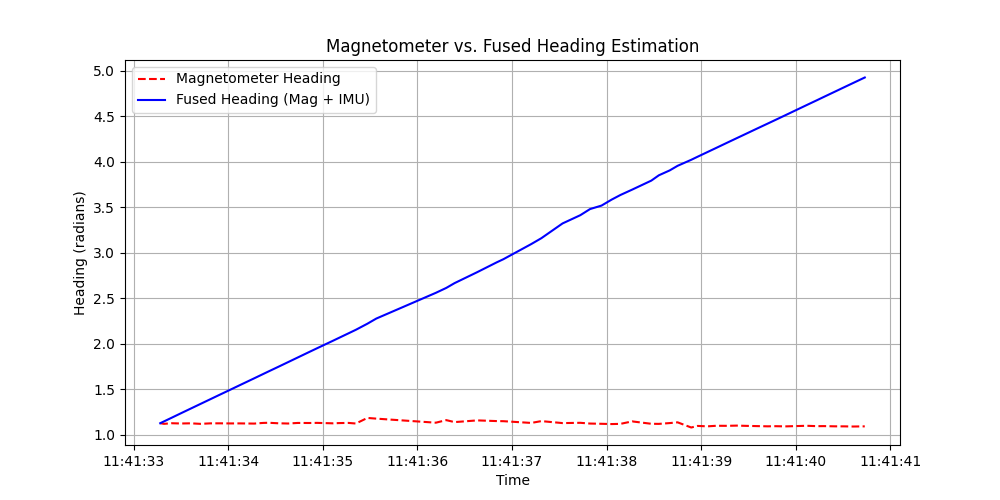 Magnetometer vs. Fused Heading Estimation
Magnetometer Heading
Fused Heading (Mag + IMU)
Heading (radians)
5.0
4.5
4.0
3.5
3.0
2.5
2.0
1.5
1.0
11:41:33 11:41:34 11:41:35 11:41:36 11:41:37 11:41:38 11:41:39 11:41:40 11:41:41
Time